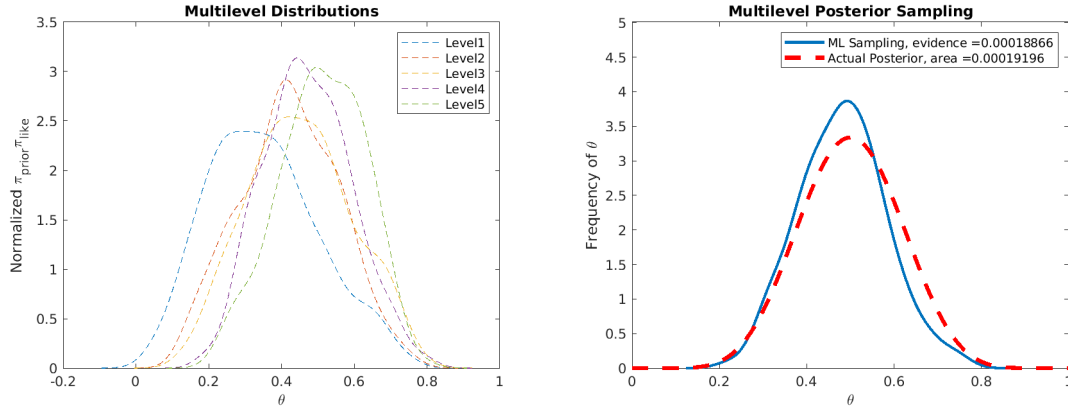 Multilevel Distributions
3.5
3
2.5
2
1.5
1
0.5
0
-0.2
0
0.2
0.4
0.6
0.8
1
Normalized π_prior π_like
θ
Level1
Level2
Level3
Level4
Level5
Multilevel Posterior Sampling
5
4.5
4
3.5
3
2.5
2
1.5
1
0.5
0
0
0.2
0.4
0.6
0.8
1
Frequency of θ
θ
ML Sampling, evidence =0.00018866
Actual Posterior, area =0.00019196